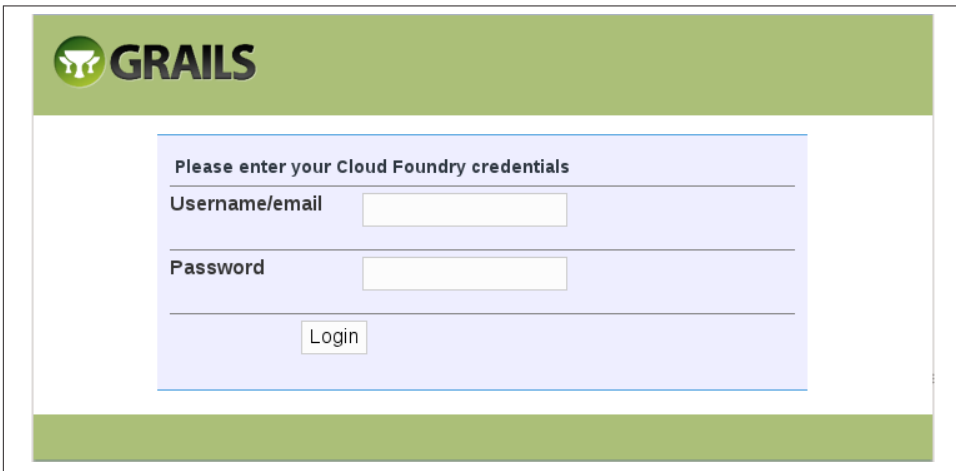 GRAILS
Please enter your Cloud Foundry credentials
Username/email
Password
Login